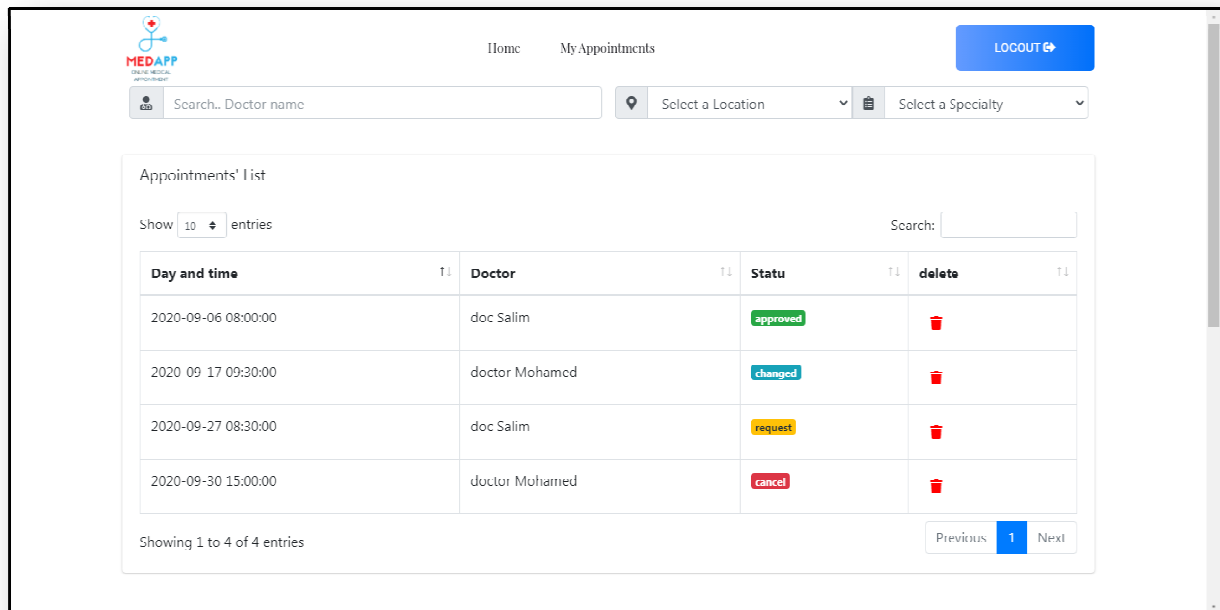 MEDAPP
ONLINE MEDICAL
APPOINTMENT
Home My Appointments LOGOUT
Search.. Doctor name Select a Location Select a Specialty
Appointments' List
Show 10 entries Search:
Day and time Doctor Statu delete
2020-09-06 08:00:00 doc Salim approved
2020-09-17 09:30:00 doctor Mohamed changed
2020-09-27 08:30:00 doc Salim request
2020-09-30 15:00:00 doctor Mohamed cancel
Showing 1 to 4 of 4 entries Previous 1 Next